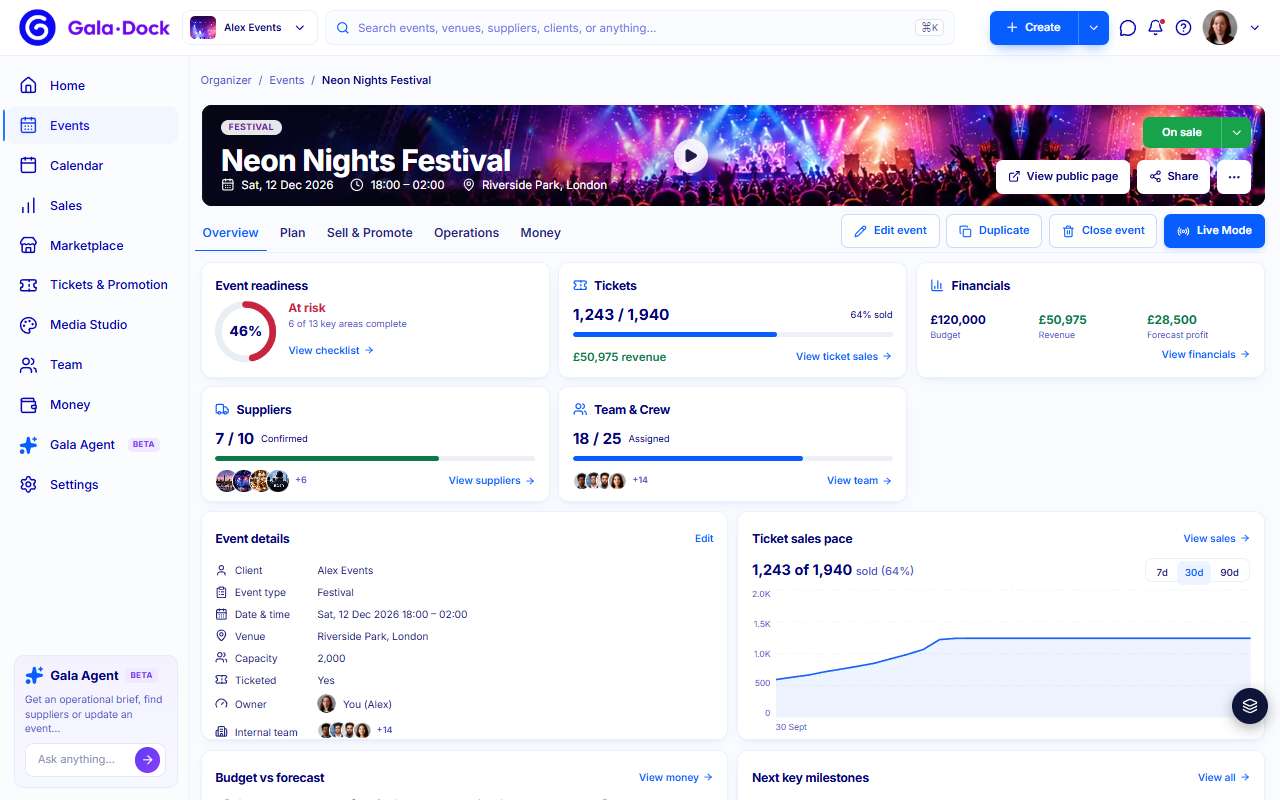 Gala·Dock
Alex Events
Search events, venues, suppliers, clients, or anything...
⌘K
+ Create
Home
Events
Calendar
Sales
Marketplace
Tickets & Promotion
Media Studio
Team
Money
Gala Agent BETA
Settings
Gala Agent BETA
Get an operational brief, find
suppliers or update an
event...
Ask anything...
Organizer / Events / Neon Nights Festival
FESTIVAL
Neon Nights Festival
Sat, 12 Dec 2026 18:00 – 02:00 Riverside Park, London
On sale
View public page
Share
Overview
Plan
Sell & Promote
Operations
Money
Edit event
Duplicate
Close event
Live Mode
Event readiness
46%
At risk
6 of 13 key areas complete
View checklist →
Tickets
1,243 / 1,940
64% sold
£50,975 revenue
View ticket sales →
Financials
£120,000
Budget
£50,975
Revenue
£28,500
Forecast profit
View financials →
Suppliers
7 / 10 Confirmed
+6
View suppliers →
Team & Crew
18 / 25 Assigned
+14
View team →
Event details
Edit
Client Alex Events
Event type Festival
Date & time Sat, 12 Dec 2026 18:00 – 02:00
Venue Riverside Park, London
Capacity 2,000
Ticketed Yes
Owner You (Alex)
Internal team +14
Ticket sales pace
View sales →
1,243 of 1,940 sold (64%)
7d 30d 90d
2.0K
1.5K
1.0K
500
0
30 Sept
Budget vs forecast
View money →
Next key milestones
View all →